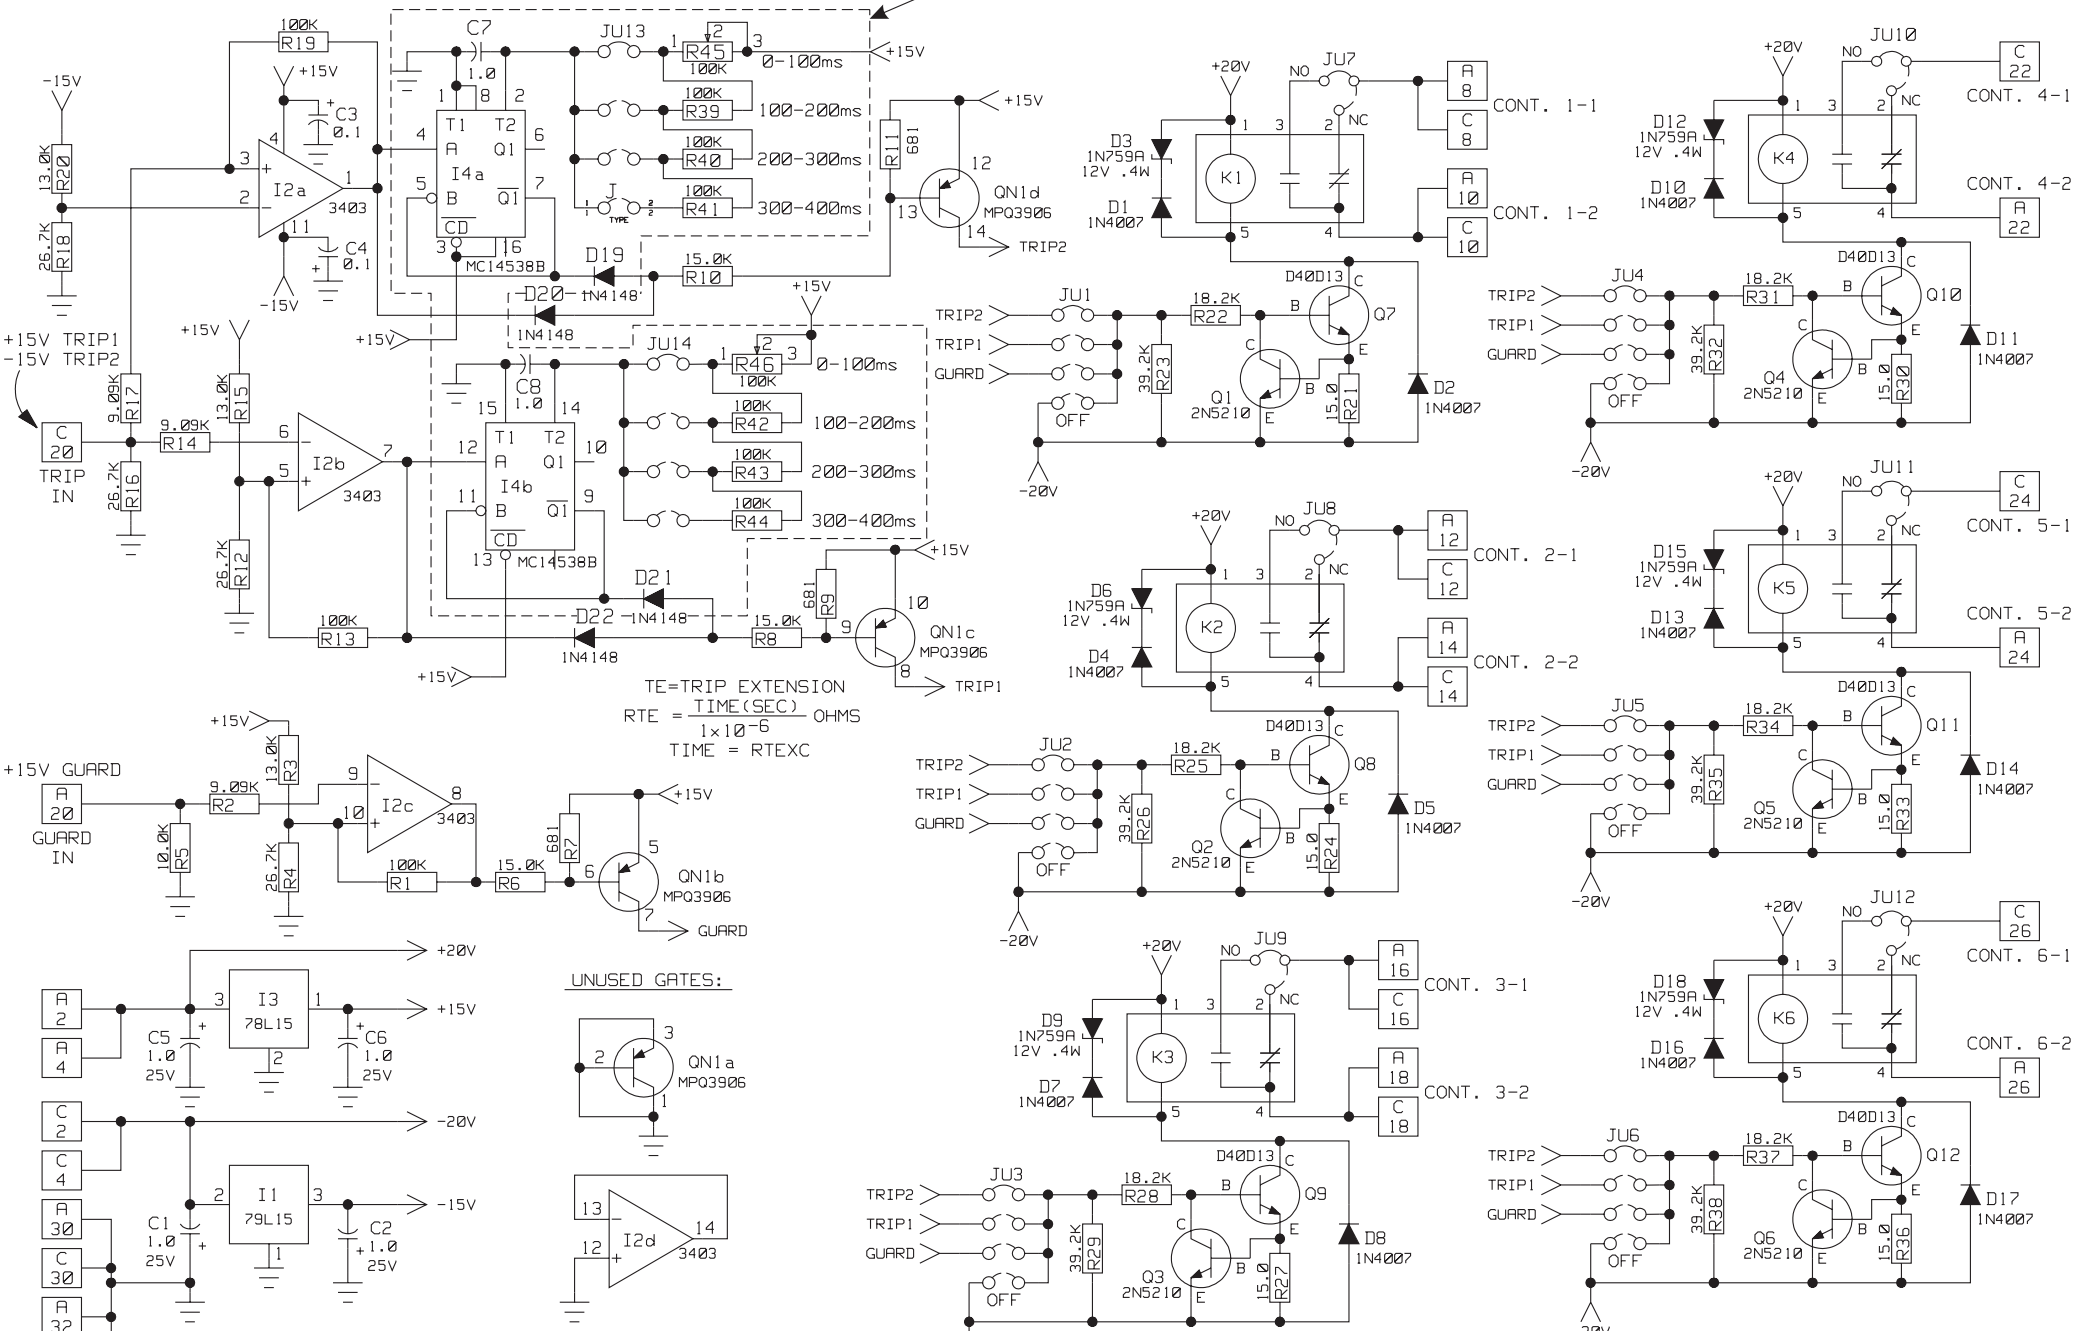 100K
R19
-15V
+15V
+
C3
0.1
13.0K
R20
3
+
4
I2a
1
2
-
3403
11
26.7K
R18
C4
+
0.1
-15V
C7
1.0
1
8
2
T1
T2
4
A
6
Q1
I4a
5
B
7
Q1
CD
3
16
MC14538B
JU13
1
R45
2
3
100K
0-100ms
+15V
100K
R39
100-200ms
100K
R40
200-300ms
J
1
2
TYPE
100K
R41
300-400ms
D19
1N4148
D20
1N4148
15.0K
R10
R11
681
+15V
12
13
QN1d
MPQ3906
14
TRIP2
+15V
+15V TRIP1
-15V TRIP2
C
20
TRIP
IN
9.09K
R17
26.7K
R16
9.09K
R14
+15V
13.0K
R15
6
-
5
+
I2b
7
3403
26.7K
R12
100K
R13
C8
1.0
15
14
T1
T2
12
A
10
Q1
I4b
11
B
9
Q1
CD
13
MC14538B
JU14
+15V
1
R46
2
3
100K
0-100ms
100K
R42
100-200ms
100K
R43
200-300ms
100K
R44
300-400ms
D21
1N4148
D22
1N4148
15.0K
R8
681
R9
+15V
10
9
QN1c
MPQ3906
8
TRIP1
+15V
TE=TRIP EXTENSION
RTE = TIME(SEC) OHMS
1×10-6
TIME = RTEXC
+15V GUARD
A
20
GUARD
IN
+15V
13.0K
R3
9.09K
R2
10.0K
R5
26.7K
R4
9
-
10
+
I2c
8
3403
100K
R1
15.0K
R6
681
R7
+15V
5
6
QN1b
MPQ3906
7
GUARD
+20V
A
2
A
4
3
I3
78L15
1
2
+15V
C5
+
1.0
25V
C6
+
1.0
25V
C
2
C
4
-20V
A
30
C
30
A
32
2
I1
79L15
3
1
-15V
C1
1.0
25V
+
C2
+
1.0
25V
UNUSED GATES:
3
2
QN1a
MPQ3906
1
13
-
12
+
I2d
14
3403
+20V
D3
1N759A
12V .4W
D1
1N4007
K1
1
3
2
5
4
NO
JU7
NC
A
8
C
8
CONT. 1-1
A
10
C
10
CONT. 1-2
D40D13
C
B
E
Q7
TRIP2
TRIP1
GUARD
OFF
JU1
18.2K
R22
39.2K
R23
C
B
E
Q1
2N5210
15.0
R21
D2
1N4007
-20V
+20V
D6
1N759A
12V .4W
D4
1N4007
K2
1
3
2
5
4
NO
JU8
NC
A
12
C
12
CONT. 2-1
A
14
C
14
CONT. 2-2
D40D13
C
B
E
Q8
TRIP2
TRIP1
GUARD
OFF
JU2
18.2K
R25
39.2K
R26
C
B
E
Q2
2N5210
15.0
R24
D5
1N4007
-20V
+20V
D9
1N759A
12V .4W
D7
1N4007
K3
1
3
2
5
4
NO
JU9
NC
A
16
C
16
CONT. 3-1
A
18
C
18
CONT. 3-2
D40D13
C
B
E
Q9
TRIP2
TRIP1
GUARD
OFF
JU3
18.2K
R28
39.2K
R29
C
B
E
Q3
2N5210
15.0
R27
D8
1N4007
+20V
D12
1N759A
12V .4W
D10
1N4007
K4
1
3
2
5
4
NO
JU10
NC
C
22
CONT. 4-1
CONT. 4-2
A
22
D40D13
C
B
E
Q10
TRIP2
TRIP1
GUARD
OFF
JU4
18.2K
R31
39.2K
R32
C
B
E
Q4
2N5210
15.0
R30
D11
1N4007
-20V
+20V
D15
1N759A
12V .4W
D13
1N4007
K5
1
3
2
5
4
NO
JU11
NC
C
24
CONT. 5-1
CONT. 5-2
A
24
D40D13
C
B
E
Q11
TRIP2
TRIP1
GUARD
OFF
JU5
18.2K
R34
39.2K
R35
C
B
E
Q5
2N5210
15.0
R33
D14
1N4007
-20V
+20V
D18
1N759A
12V .4W
D16
1N4007
K6
1
3
2
5
4
NO
JU12
NC
C
26
CONT. 6-1
CONT. 6-2
A
26
D40D13
C
B
E
Q12
TRIP2
TRIP1
GUARD
OFF
JU6
18.2K
R37
39.2K
R38
C
B
E
Q6
2N5210
15.0
R36
D17
1N4007
-20V